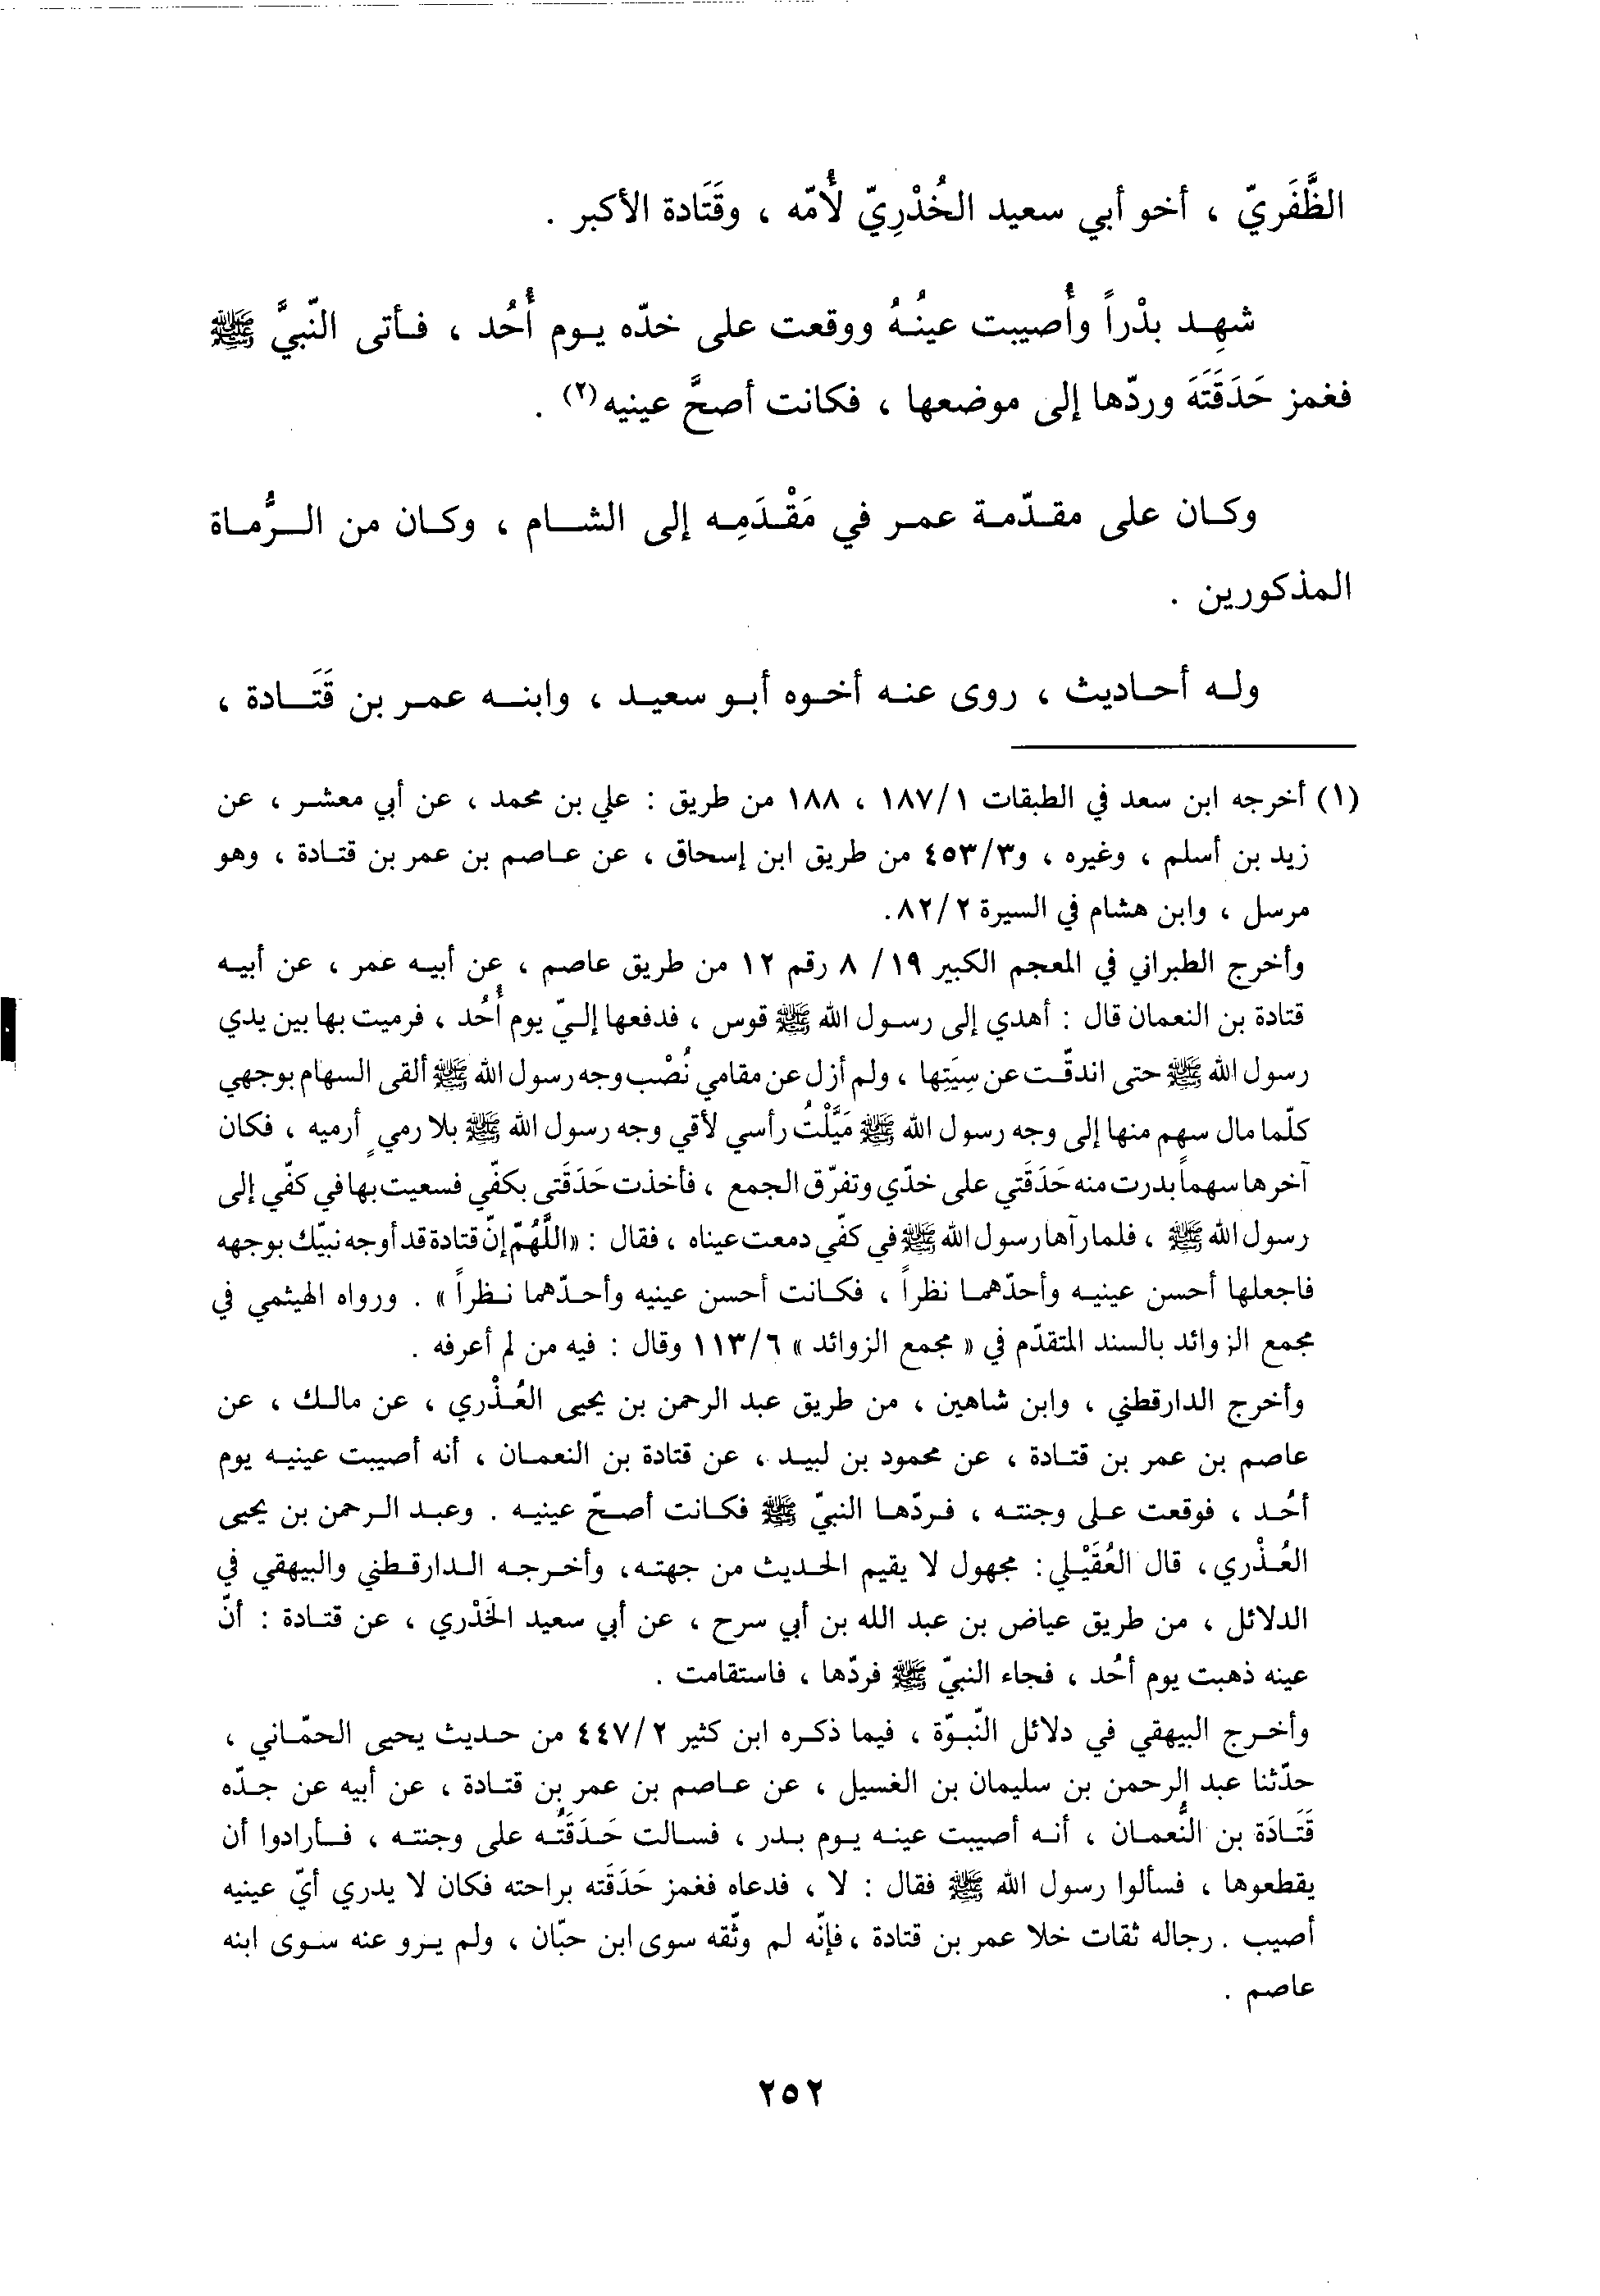 الظَّفَريّ ، أخو أبي سعيد الخُدْرِيّ لأُمّه ، وقَتَادة الأكبر .
شهِد بدْراً وأُصيبت عينُهُ ووقعت على خدّه يوم أُحُد ، فأتى النّبيَّ ﷺ
فغمز حَدَقَتَهَ وردّها إلى موضعها ، فكانت أصحَّ عينيه(٢) .
وكان على مقدّمة عمر في مَقْدَمِه إلى الشام ، وكان من الرُّماة
المذكورين .
وله أحاديث ، روى عنه أخوه أبو سعيد ، وابنه عمر بن قَتَادة ،
(١) أخرجه ابن سعد في الطبقات ١٨٧/١ ، ١٨٨ من طريق : علي بن محمد ، عن أبي معشر ، عن
زيد بن أسلم ، وغيره ، و٤٥٣/٣ من طريق ابن إسحاق ، عن عاصم بن عمر بن قتادة ، وهو
مرسل ، وابن هشام في السيرة ٨٢/٢.
وأخرج الطبراني في المعجم الكبير ١٩/ ٨ رقم ١٢ من طريق عاصم ، عن أبيه عمر ، عن أبيه
قتادة بن النعمان قال : أهدي إلى رسول الله ﷺ قوس ، فدفعها إليّ يوم أُحُد ، فرميت بها بين يدي
رسول الله ﷺ حتى اندقّت عن سِيَتِها ، ولم أزل عن مقامي نُصْب وجه رسول الله ﷺ ألقى السهام بوجهي
كلّما مال سهم منها إلى وجه رسول الله ﷺ مَيَّلْتُ رأسي لأقي وجه رسول الله ﷺ بلا رميٍ أرميه ، فكان
آخرها سهماً بدرت منه حَدَقَتي على خدّي وتفرّق الجمع ، فأخذت حَدَقَتي بكفّي فسعيت بها في كفّي إلى
رسول الله ﷺ ، فلما رآها رسول الله ﷺ في كفّي دمعت عيناه ، فقال : «اللَّهُمّ إنّ قتادة قد أوجه نبيّك بوجهه
فاجعلها أحسن عينيه وأحدّهما نظراً ، فكانت أحسن عينيه وأحدّهما نظراً » . ورواه الهيثمي في
مجمع الزوائد بالسند المتقدّم في « مجمع الزوائد » ١١٣/٦ وقال : فيه من لم أعرفه .
وأخرج الدارقطني ، وابن شاهين ، من طريق عبد الرحمن بن يحيى العُذْري ، عن مالك ، عن
عاصم بن عمر بن قتادة ، عن محمود بن لبيد ، عن قتادة بن النعمان ، أنه أصيبت عينيه يوم
أُحُد ، فوقعت على وجنته ، فردّها النبيّ ﷺ فكانت أصحّ عينيه . وعبد الرحمن بن يحيى
العُذْري، قال العُقَيْلي: مجهول لا يقيم الحديث من جهته، وأخرجه الدارقطني والبيهقي في
الدلائل ، من طريق عياض بن عبد الله بن أبي سرح ، عن أبي سعيد الخَدْري ، عن قتادة : أنّ
عينه ذهبت يوم أُحُد ، فجاء النبيّ ﷺ فردّها ، فاستقامت .
وأخرج البيهقي في دلائل النّبوّة ، فيما ذكره ابن كثير ٤٤٧/٢ من حديث يحيى الحمّاني ،
حدّثنا عبد الرحمن بن سليمان بن الغسيل ، عن عاصم بن عمر بن قتادة ، عن أبيه عن جدّه
قَتَادَة بن النُّعمان ، أنه أصيبت عينه يوم بدر ، فسالت حَدَقَتُه على وجنته ، فأرادوا أن
يقطعوها ، فسألوا رسول الله ﷺ فقال : لا ، فدعاه فغمز حَدَقَته براحته فكان لا يدري أيّ عينيه
أصيب . رجاله ثقات خلا عمر بن قتادة ، فإنّه لم وثّقه سوى ابن حبّان ، ولم يرو عنه سوى ابنه
عاصم .
٢٥٢